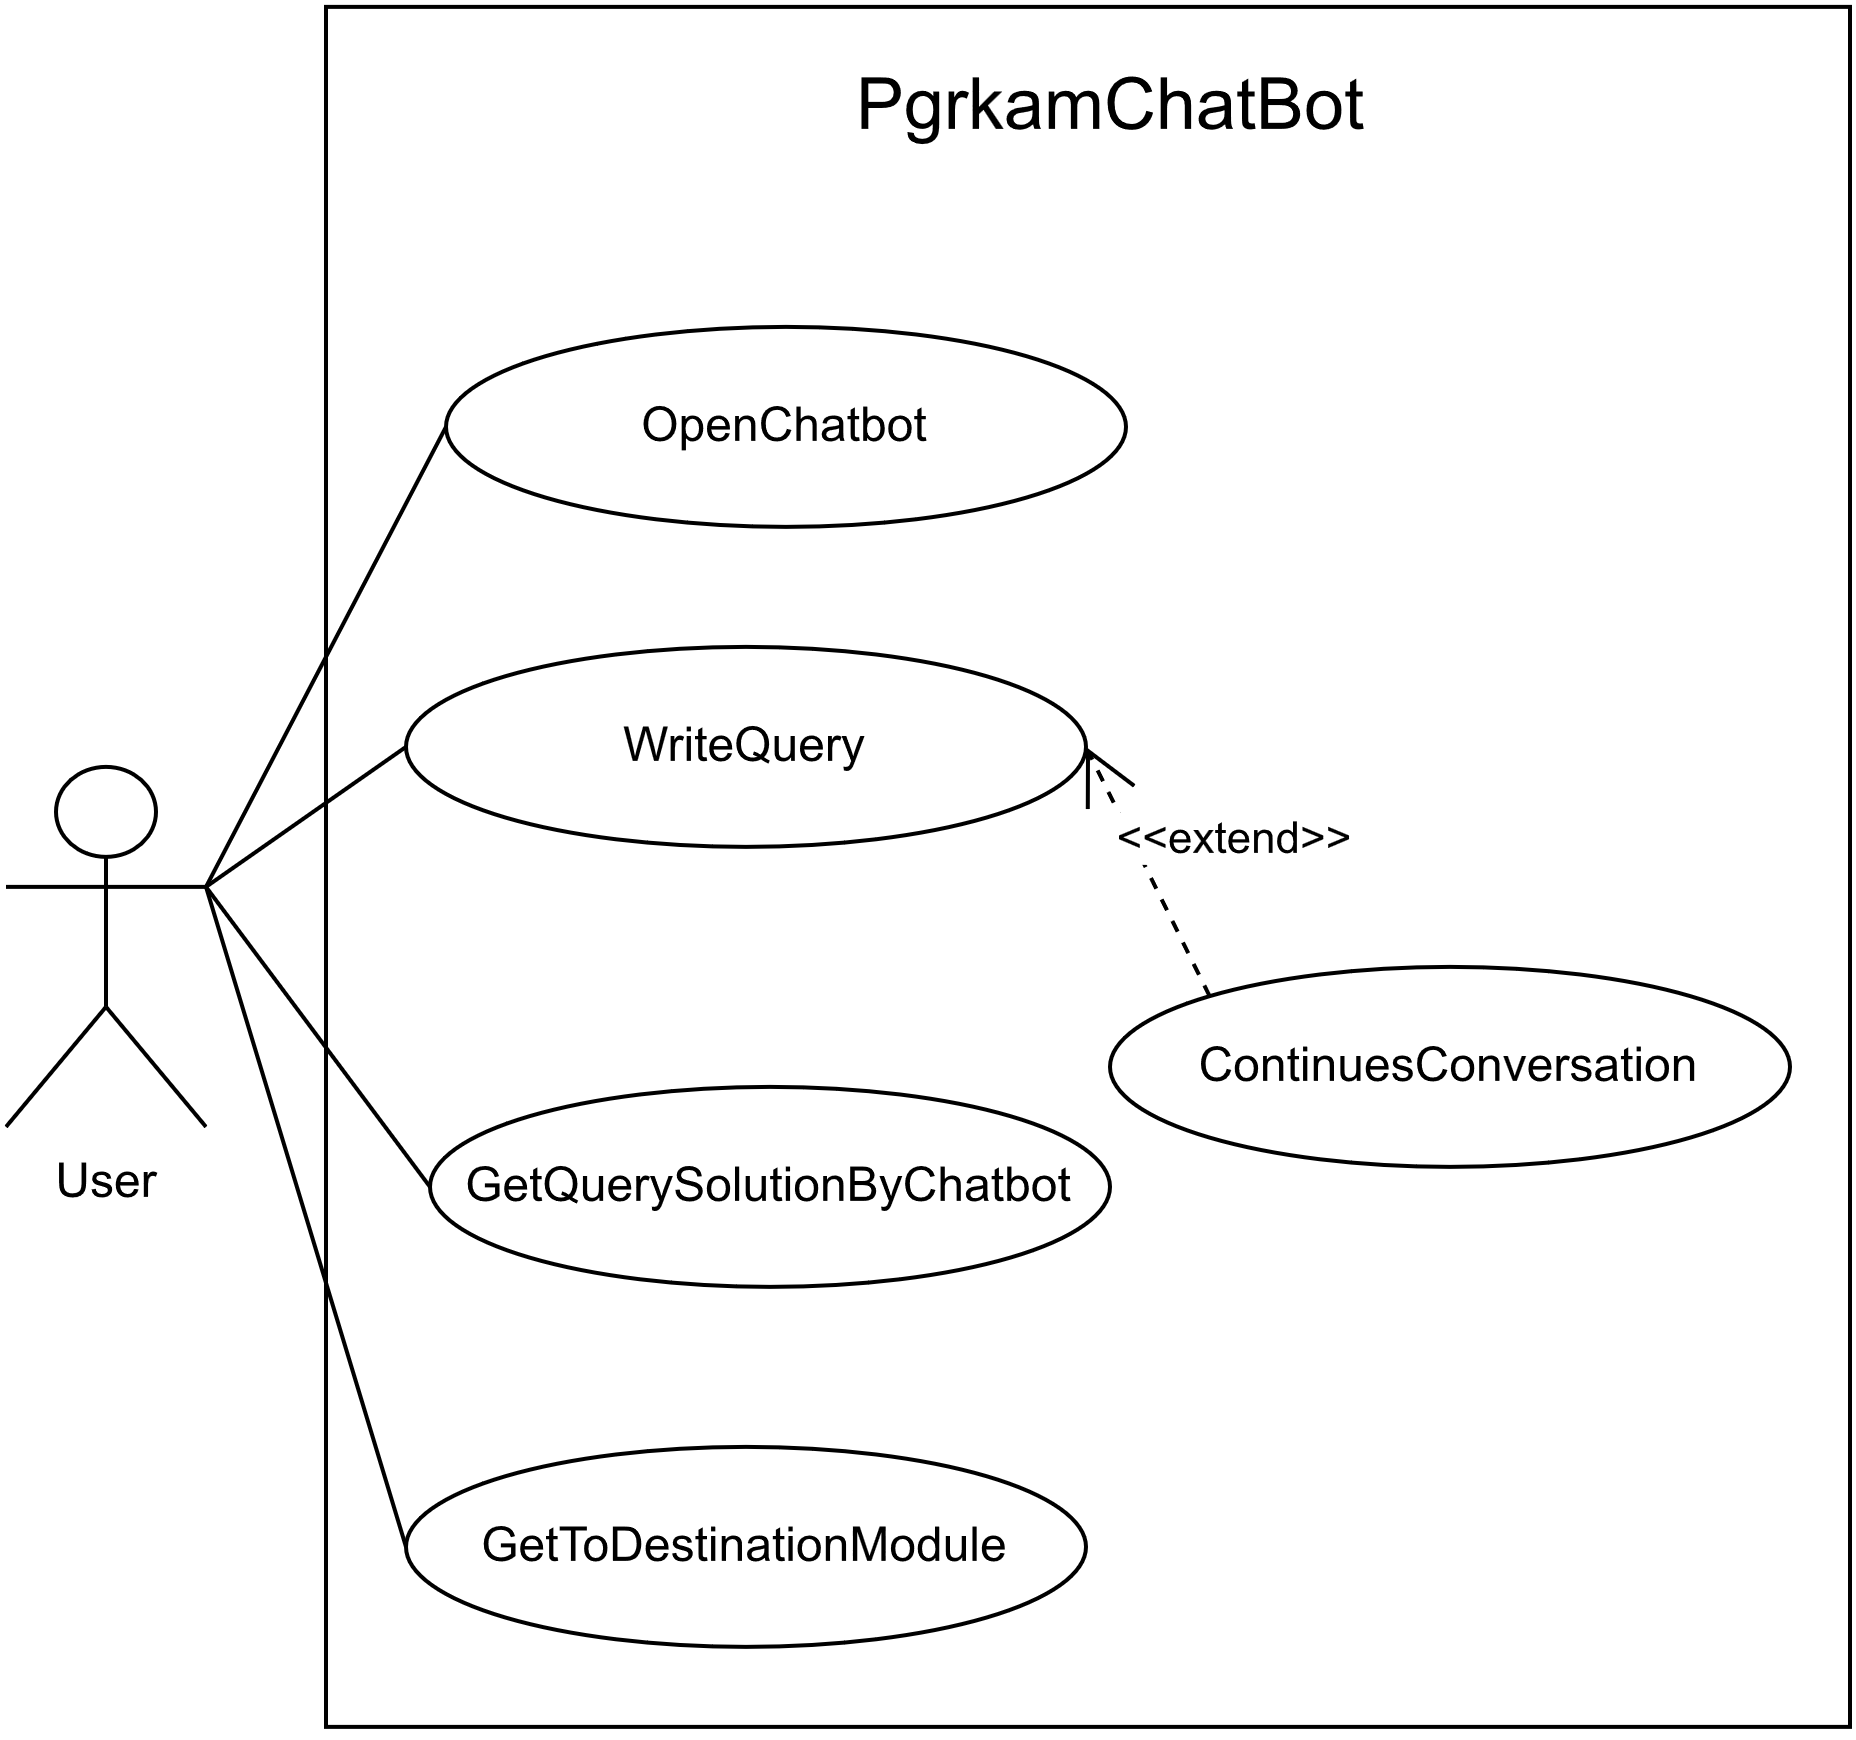 PgrkamChatBot
OpenChatbot
WriteQuery
<<extend>>
ContinuesConversation
User
GetQuerySolutionByChatbot
GetToDestinationModule